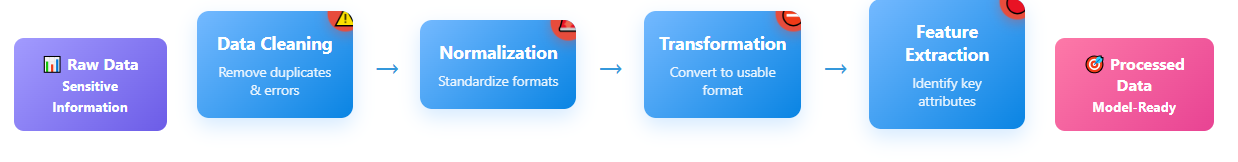 📊 Raw Data
Sensitive
Information
Data Cleaning
Remove duplicates
& errors
→
Normalization
Standardize formats
→
Transformation
Convert to usable
format
→
Feature
Extraction
Identify key
attributes
🎯 Processed
Data
Model-Ready